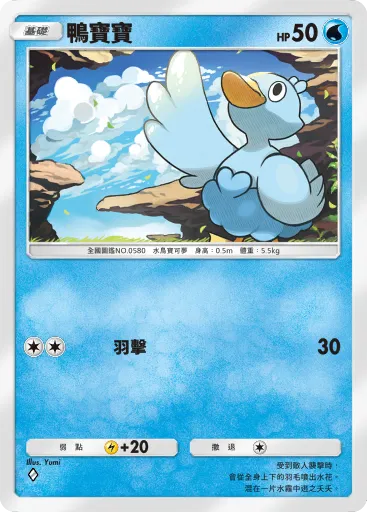 基礎 鴨寶寶 HP 50
全國圖鑑NO.0580 水鳥寶可夢 身高：0.5m 體重：5.5kg
羽擊 30
弱點 +20 撤退
Illus. Yumi
受到敵人襲擊時，
會從全身上下的羽毛噴出水花，
混在一片水霧中逃之夭夭。